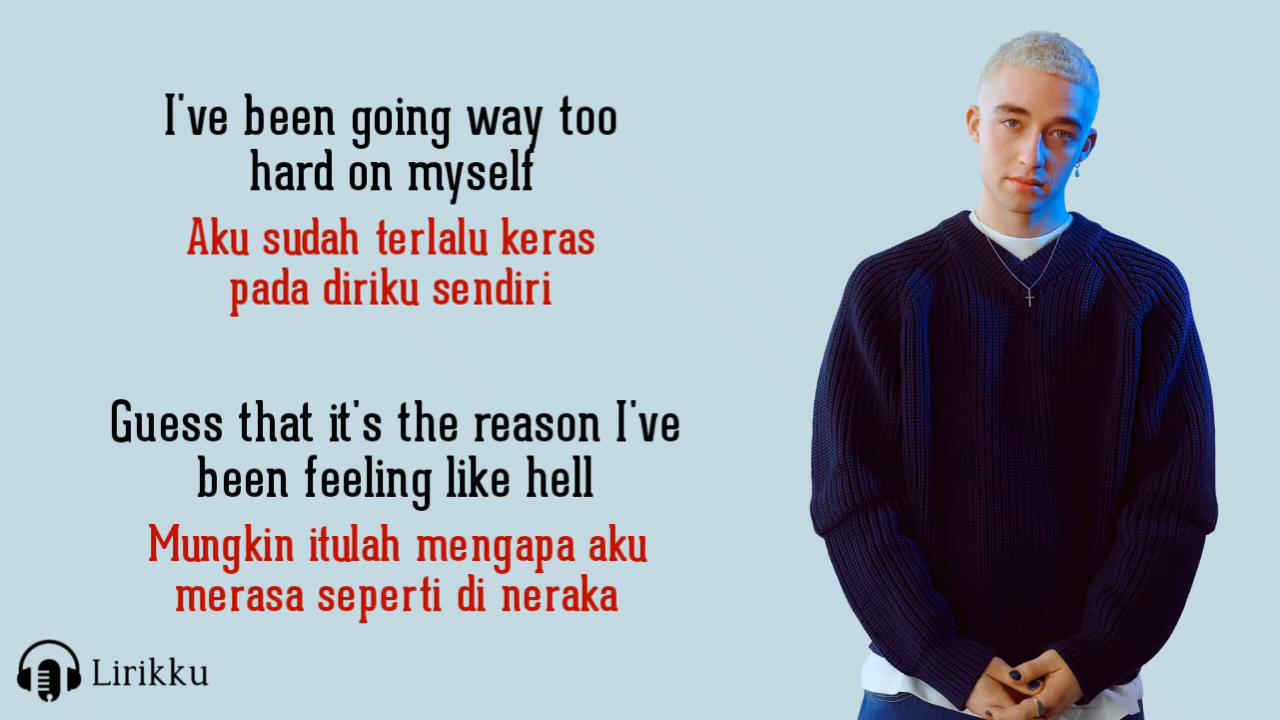 I've been going way too
hard on myself
Aku sudah terlalu keras
pada diriku sendiri
Guess that it's the reason I've
been feeling like hell
Mungkin itulah mengapa aku
merasa seperti di neraka
Lirikku